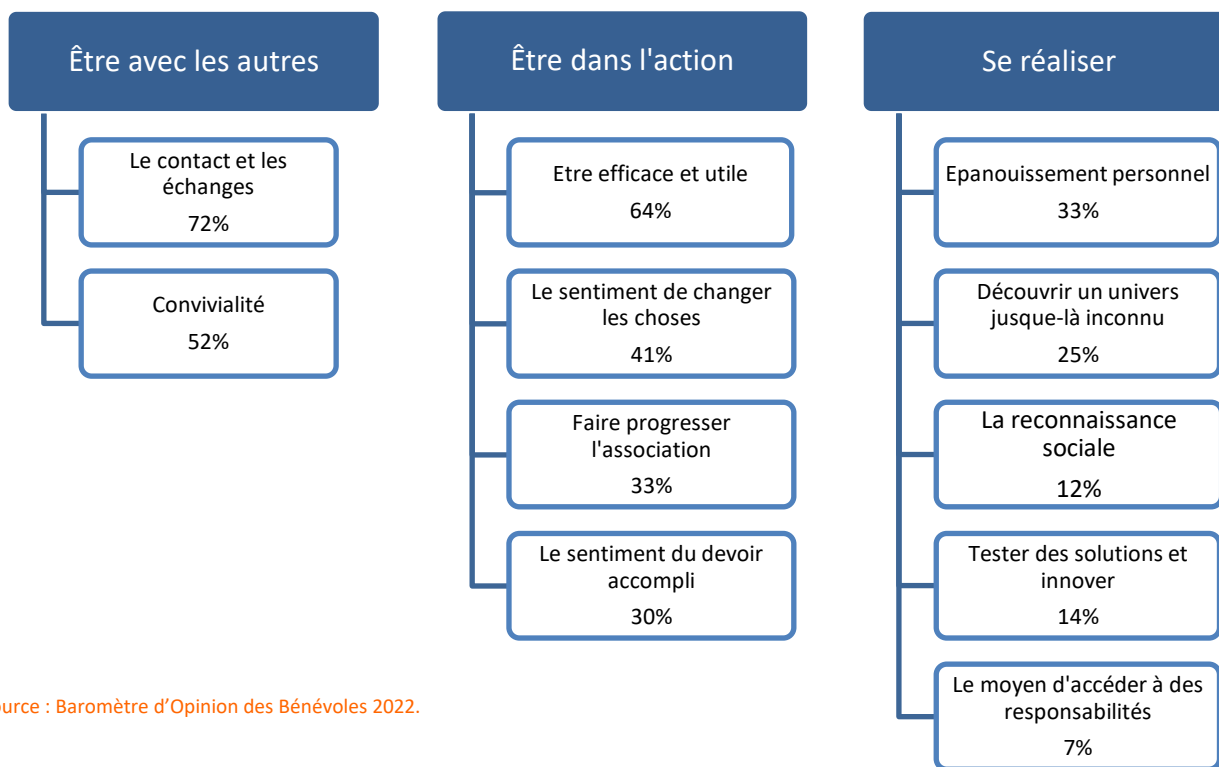 Être avec les autres
Le contact et les
échanges
72%
Convivialité
52%
Être dans l'action
Etre efficace et utile
64%
Le sentiment de changer
les choses
41%
Faire progresser
l'association
33%
Le sentiment du devoir
accompli
30%
Se réaliser
Epanouissement personnel
33%
Découvrir un univers
jusque-là inconnu
25%
La reconnaissance
sociale
12%
Tester des solutions et
innover
14%
Le moyen d'accéder à des
responsabilités
7%
ource : Baromètre d’Opinion des Bénévoles 2022.